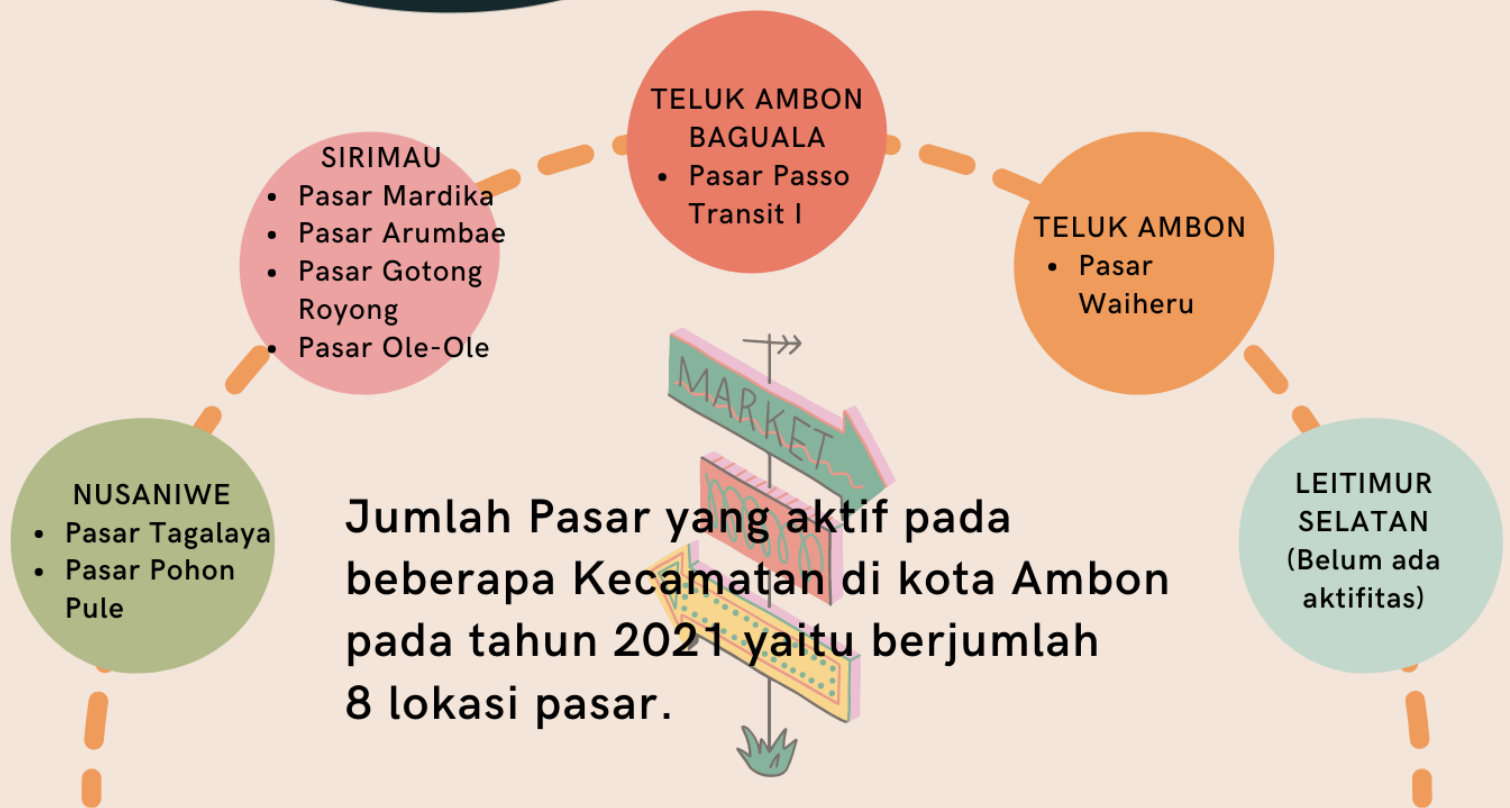 TELUK AMBON
BAGUALA
• Pasar Passo
Transit I
SIRIMAU
• Pasar Mardika
• Pasar Arumbae
• Pasar Gotong
Royong
• Pasar Ole-Ole
TELUK AMBON
• Pasar
Waiheru
NUSANIWE
• Pasar Tagalaya
• Pasar Pohon
Pule
MARKET
Jumlah Pasar yang aktif pada
beberapa Kecamatan di kota Ambon
pada tahun 2021 yaitu berjumlah
8 lokasi pasar.
LEITIMUR
SELATAN
(Belum ada
aktifitas)